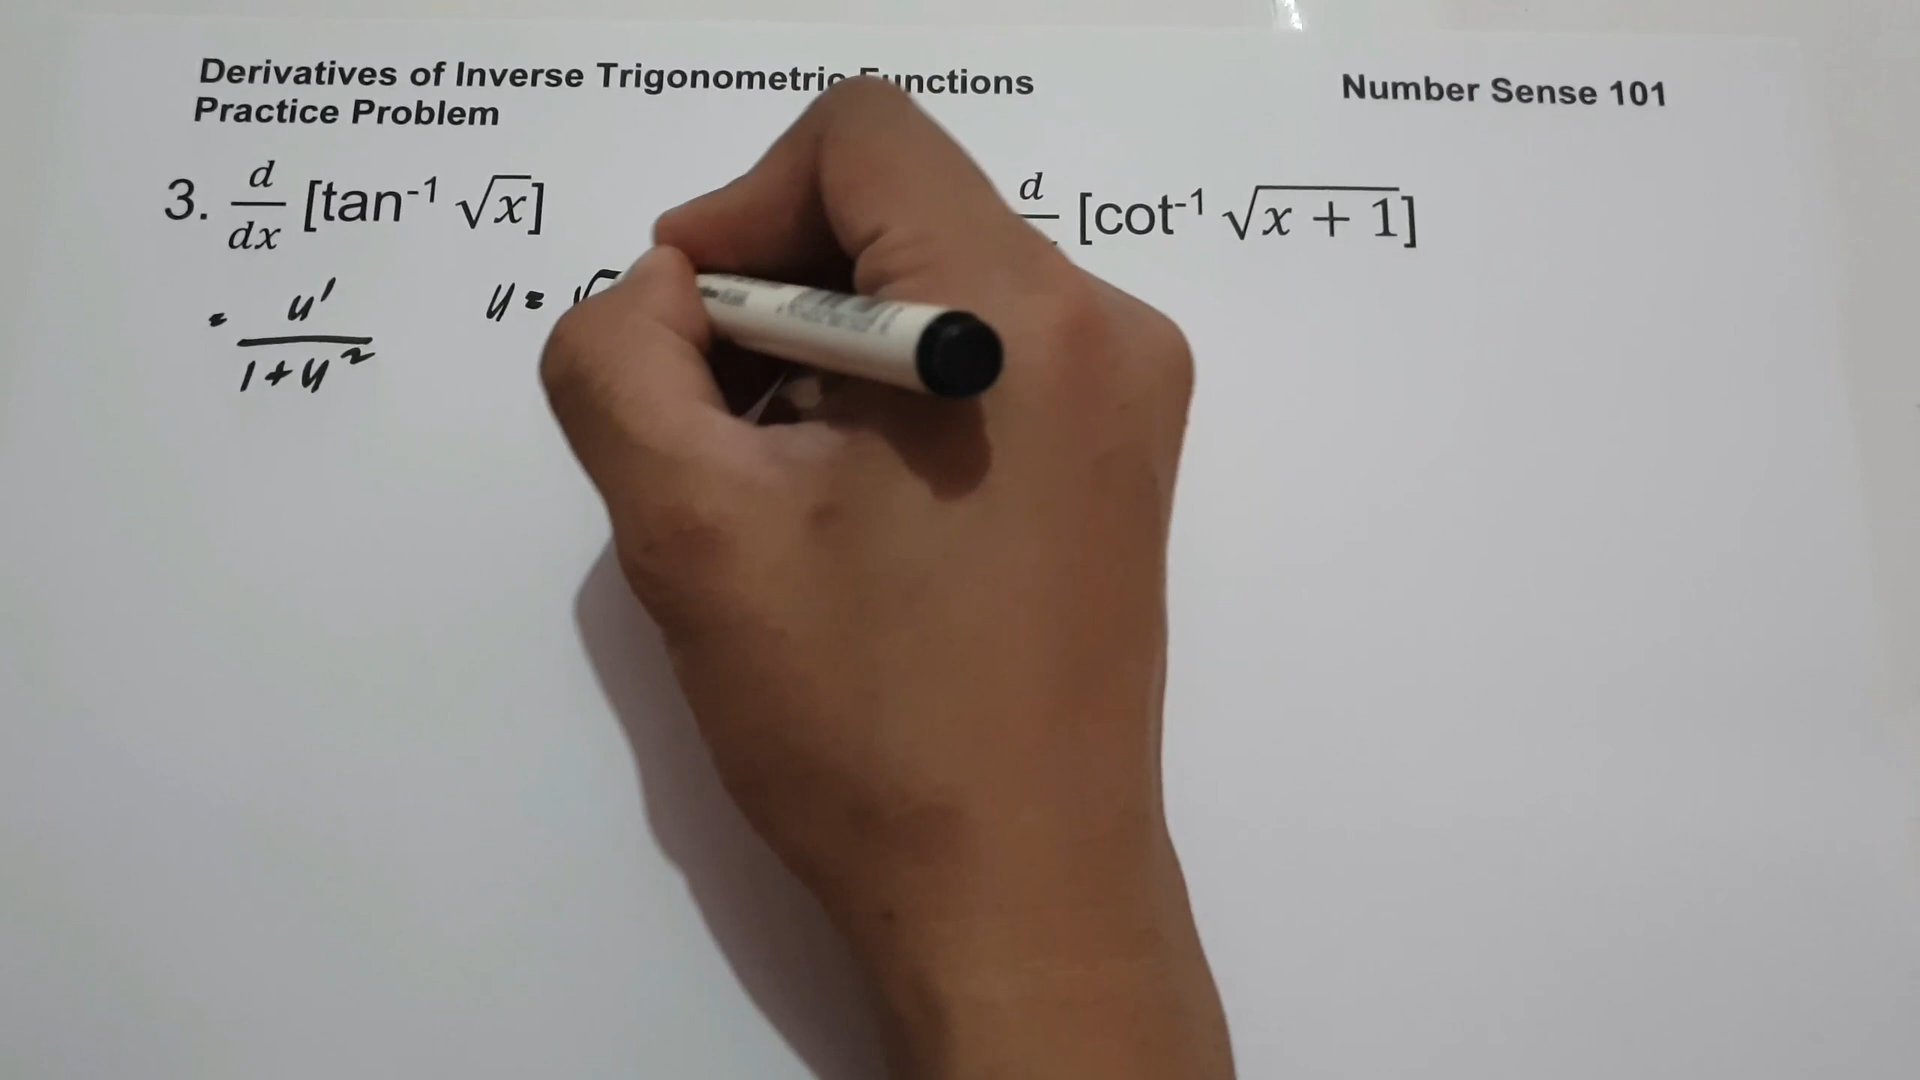 Derivatives of Inverse Trigonometric Functions
Practice Problem
Number Sense 101
3. d/dx [tan⁻¹ √x]
d [cot⁻¹ √x + 1]
= u' / 1+u²
u = √